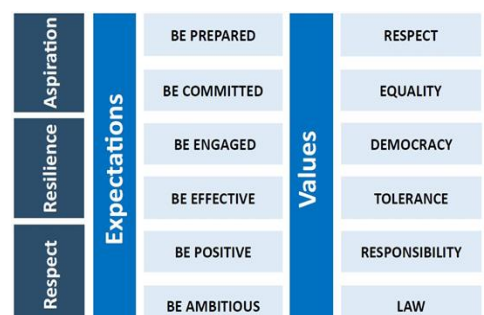 Aspiration
Resilience
Respect
Expectations
BE PREPARED
BE COMMITTED
BE ENGAGED
BE EFFECTIVE
BE POSITIVE
BE AMBITIOUS
Values
RESPECT
EQUALITY
DEMOCRACY
TOLERANCE
RESPONSIBILITY
LAW